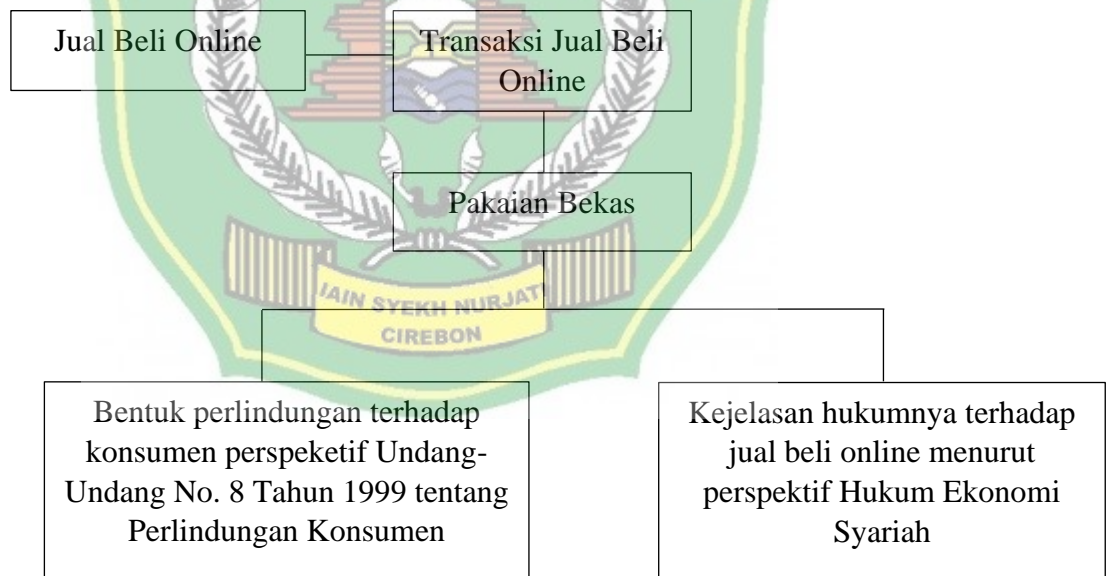 Jual Beli Online
Transaksi Jual Beli
Online
Pakaian Bekas
IAIN SYEKH NURJATI
CIREBON
Bentuk perlindungan terhadap
konsumen perspeketif Undang-
Undang No. 8 Tahun 1999 tentang
Perlindungan Konsumen
Kejelasan hukumnya terhadap
jual beli online menurut
perspektif Hukum Ekonomi
Syariah